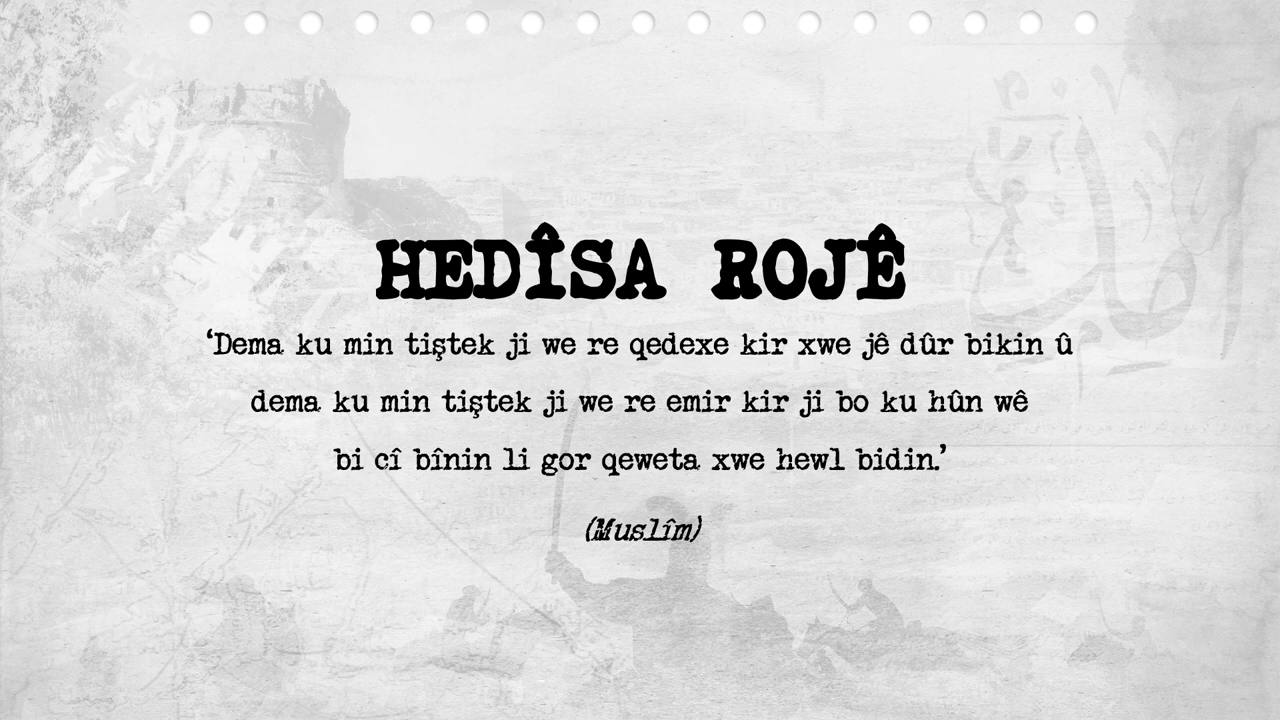 HEDÎSA ROJÊ
‘Dema ku min tiştek ji we re qedexe kir xwe jê dûr bikin û
dema ku min tiştek ji we re emir kir ji bo ku hûn wê
bi cî bînin li gor qeweta xwe hewl bidin.’
(Muslîm)